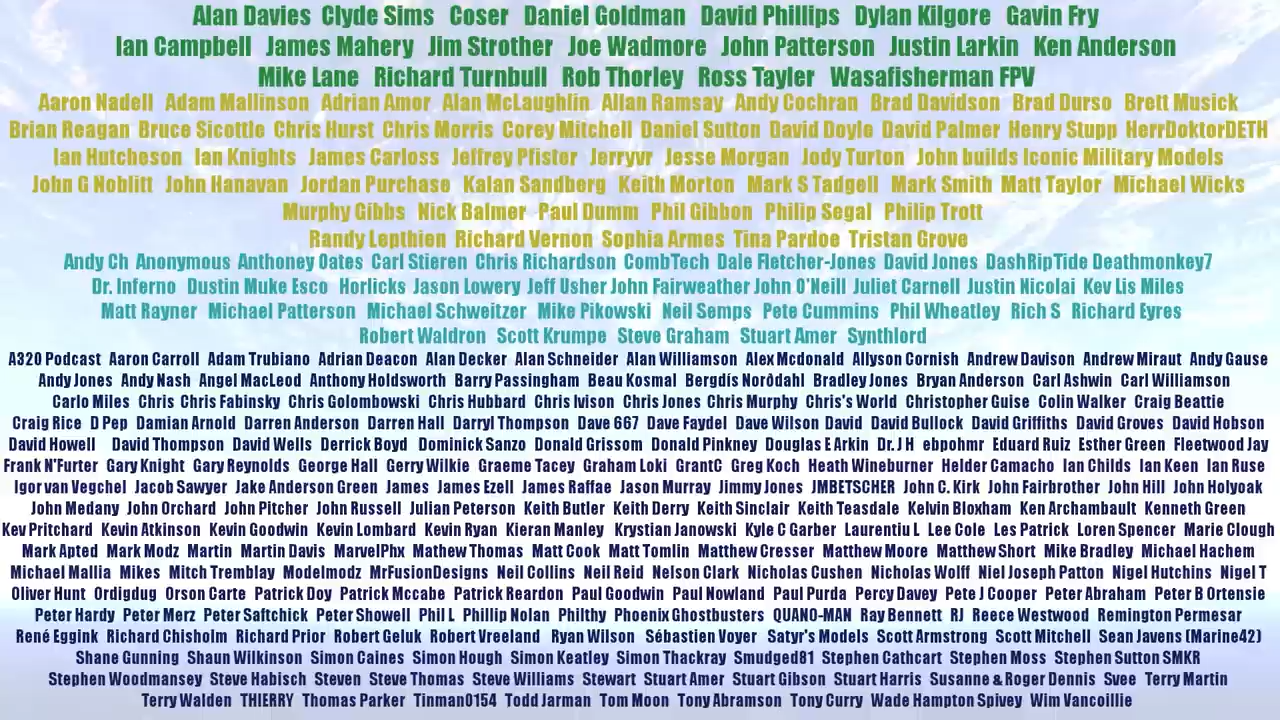 Alan Davies Clyde Sims Coser Daniel Goldman David Phillips Dylan Kilgore Gavin Fry
Ian Campbell James Mahery Jim Strother Joe Wadmore John Patterson Justin Larkin Ken Anderson
Mike Lane Richard Turnbull Rob Thorley Ross Tayler Wasafisherman FPV
Aaron Nadell Adam Mallinson Adrian Amor Alan McLaughlin Allan Ramsay Andy Cochran Brad Davidson Brad Durso Brett Musick
Brian Reagan Bruce Sicottle Chris Hurst Chris Morris Corey Mitchell Daniel Sutton David Doyle David Palmer Henry Stupp HerrDoktorDETH
Ian Hutcheson Ian Knights James Carloss Jeffrey Pfister Jerryvr Jesse Morgan Jody Turton John builds Iconic Military Models
John G Noblitt John Hanavan Jordan Purchase Kalan Sandberg Keith Morton Mark S Tadgell Mark Smith Matt Taylor Michael Wicks
Murphy Gibbs Nick Balmer Paul Dumm Phil Gibbon Philip Segal Philip Trott
Randy Lepthien Richard Vernon Sophia Armes Tina Pardoe Tristan Grove
Andy Ch Anonymous Anthoney Oates Carl Stieren Chris Richardson CombTech Dale Fletcher-Jones David Jones DashRipTide Deathmonkey7
Dr. Inferno Dustin Muke Esco Horlicks Jason Lowery Jeff Usher John Fairweather John O'Neill Juliet Carnell Justin Nicolai Kev Lis Miles
Matt Rayner Michael Patterson Michael Schweitzer Mike Pikowski Neil Semps Pete Cummins Phil Wheatley Rich S Richard Eyres
Robert Waldron Scott Krumpe Steve Graham Stuart Amer Synthlord
A320 Podcast Aaron Carroll Adam Trubiano Adrian Deacon Alan Decker Alan Schneider Alan Williamson Alex Mcdonald Allyson Cornish Andrew Davison Andrew Miraut Andy Gause
Andy Jones Andy Nash Angel MacLeod Anthony Holdsworth Barry Passingham Beau Kosmal Bergdís Norðdahl Bradley Jones Bryan Anderson Carl Ashwin Carl Williamson
Carlo Miles Chris Chris Fabinsky Chris Golombowski Chris Hubbard Chris Ivison Chris Jones Chris Murphy Chris's World Christopher Guise Colin Walker Craig Beattie
Craig Rice D Pep Damian Arnold Darren Anderson Darren Hall Darryl Thompson Dave 667 Dave Faydel Dave Wilson David David Bullock David Griffiths David Groves David Hobson
David Howell David Thompson David Wells Derrick Boyd Dominick Sanzo Donald Grissom Donald Pinkney Douglas E Arkin Dr. J H ebpohmr Eduard Ruiz Esther Green Fleetwood Jay
Frank N'Furter Gary Knight Gary Reynolds George Hall Gerry Wilkie Graeme Tacey Graham Loki GrantC Greg Koch Heath Wineburner Helder Camacho Ian Childs Ian Keen Ian Ruse
Igor van Vegchel Jacob Sawyer Jake Anderson Green James James Ezell James Raffae Jason Murray Jimmy Jones JMBETSCHER John C. Kirk John Fairbrother John Hill John Holyoak
John Medany John Orchard John Pitcher John Russell Julian Peterson Keith Butler Keith Derry Keith Sinclair Keith Teasdale Kelvin Bloxham Ken Archambault Kenneth Green
Kev Pritchard Kevin Atkinson Kevin Goodwin Kevin Lombard Kevin Ryan Kieran Manley Krystian Janowski Kyle C Garber Laurentiu L Lee Cole Les Patrick Loren Spencer Marie Clough
Mark Apted Mark Modz Martin Martin Davis MarvelPhx Mathew Thomas Matt Cook Matt Tomlin Matthew Cresser Matthew Moore Matthew Short Mike Bradley Michael Hachem
Michael Mallia Mikes Mitch Tremblay Modelmodz MrFusionDesigns Neil Collins Neil Reid Nelson Clark Nicholas Cushen Nicholas Wolff Niel Joseph Patton Nigel Hutchins Nigel T
Oliver Hunt Ordigdug Orson Carte Patrick Doy Patrick Mccabe Patrick Reardon Paul Goodwin Paul Nowland Paul Purda Percy Davey Pete J Cooper Peter Abraham Peter B Ortensie
Peter Hardy Peter Merz Peter Saftchick Peter Showell Phil L Phillip Nolan Philthy Phoenix Ghostbusters QUANO-MAN Ray Bennett RJ Reece Westwood Remington Permesar
René Eggink Richard Chisholm Richard Prior Robert Geluk Robert Vreeland Ryan Wilson Sébastien Voyer Satyr's Models Scott Armstrong Scott Mitchell Sean Javens (Marine42)
Shane Gunning Shaun Wilkinson Simon Caines Simon Hough Simon Keatley Simon Thackray Smudged81 Stephen Cathcart Stephen Moss Stephen Sutton SMKR
Stephen Woodmansey Steve Habisch Steven Steve Thomas Steve Williams Stewart Stuart Amer Stuart Gibson Stuart Harris Susanne & Roger Dennis Svee Terry Martin
Terry Walden THIERRY Thomas Parker Tinman0154 Todd Jarman Tom Moon Tony Abramson Tony Curry Wade Hampton Spivey Wim Vancoillie